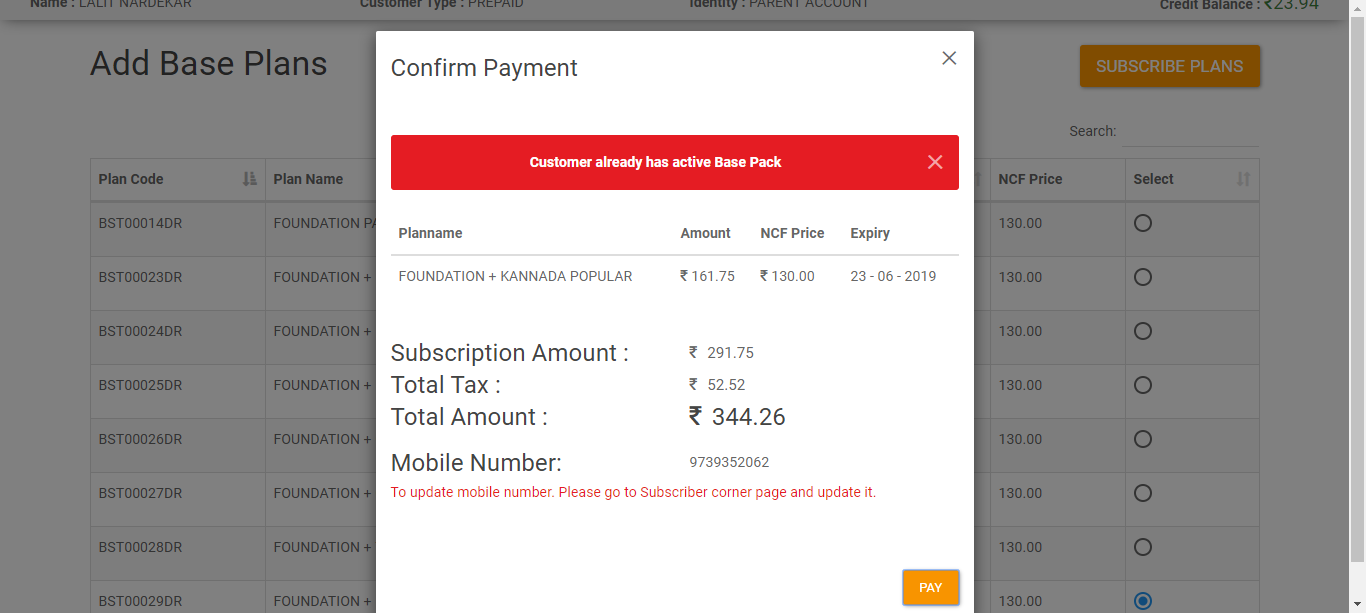 Name : LALIT NARDEKAR Customer Type : PREPAID Identity : PARENT ACCOUNT Credit Balance : ₹23.94
Add Base Plans
SUBSCRIBE PLANS
Search:
Plan Code Plan Name NCF Price Select
BST00014DR FOUNDATION PA 130.00
BST00023DR FOUNDATION + 130.00
BST00024DR FOUNDATION + 130.00
BST00025DR FOUNDATION + 130.00
BST00026DR FOUNDATION + 130.00
BST00027DR FOUNDATION + 130.00
BST00028DR FOUNDATION + 130.00
BST00029DR FOUNDATION + 130.00
Confirm Payment
Customer already has active Base Pack
Planname Amount NCF Price Expiry
FOUNDATION + KANNADA POPULAR ₹ 161.75 ₹ 130.00 23 - 06 - 2019
Subscription Amount : ₹ 291.75
Total Tax : ₹ 52.52
Total Amount : ₹ 344.26
Mobile Number: 9739352062
To update mobile number. Please go to Subscriber corner page and update it.
PAY